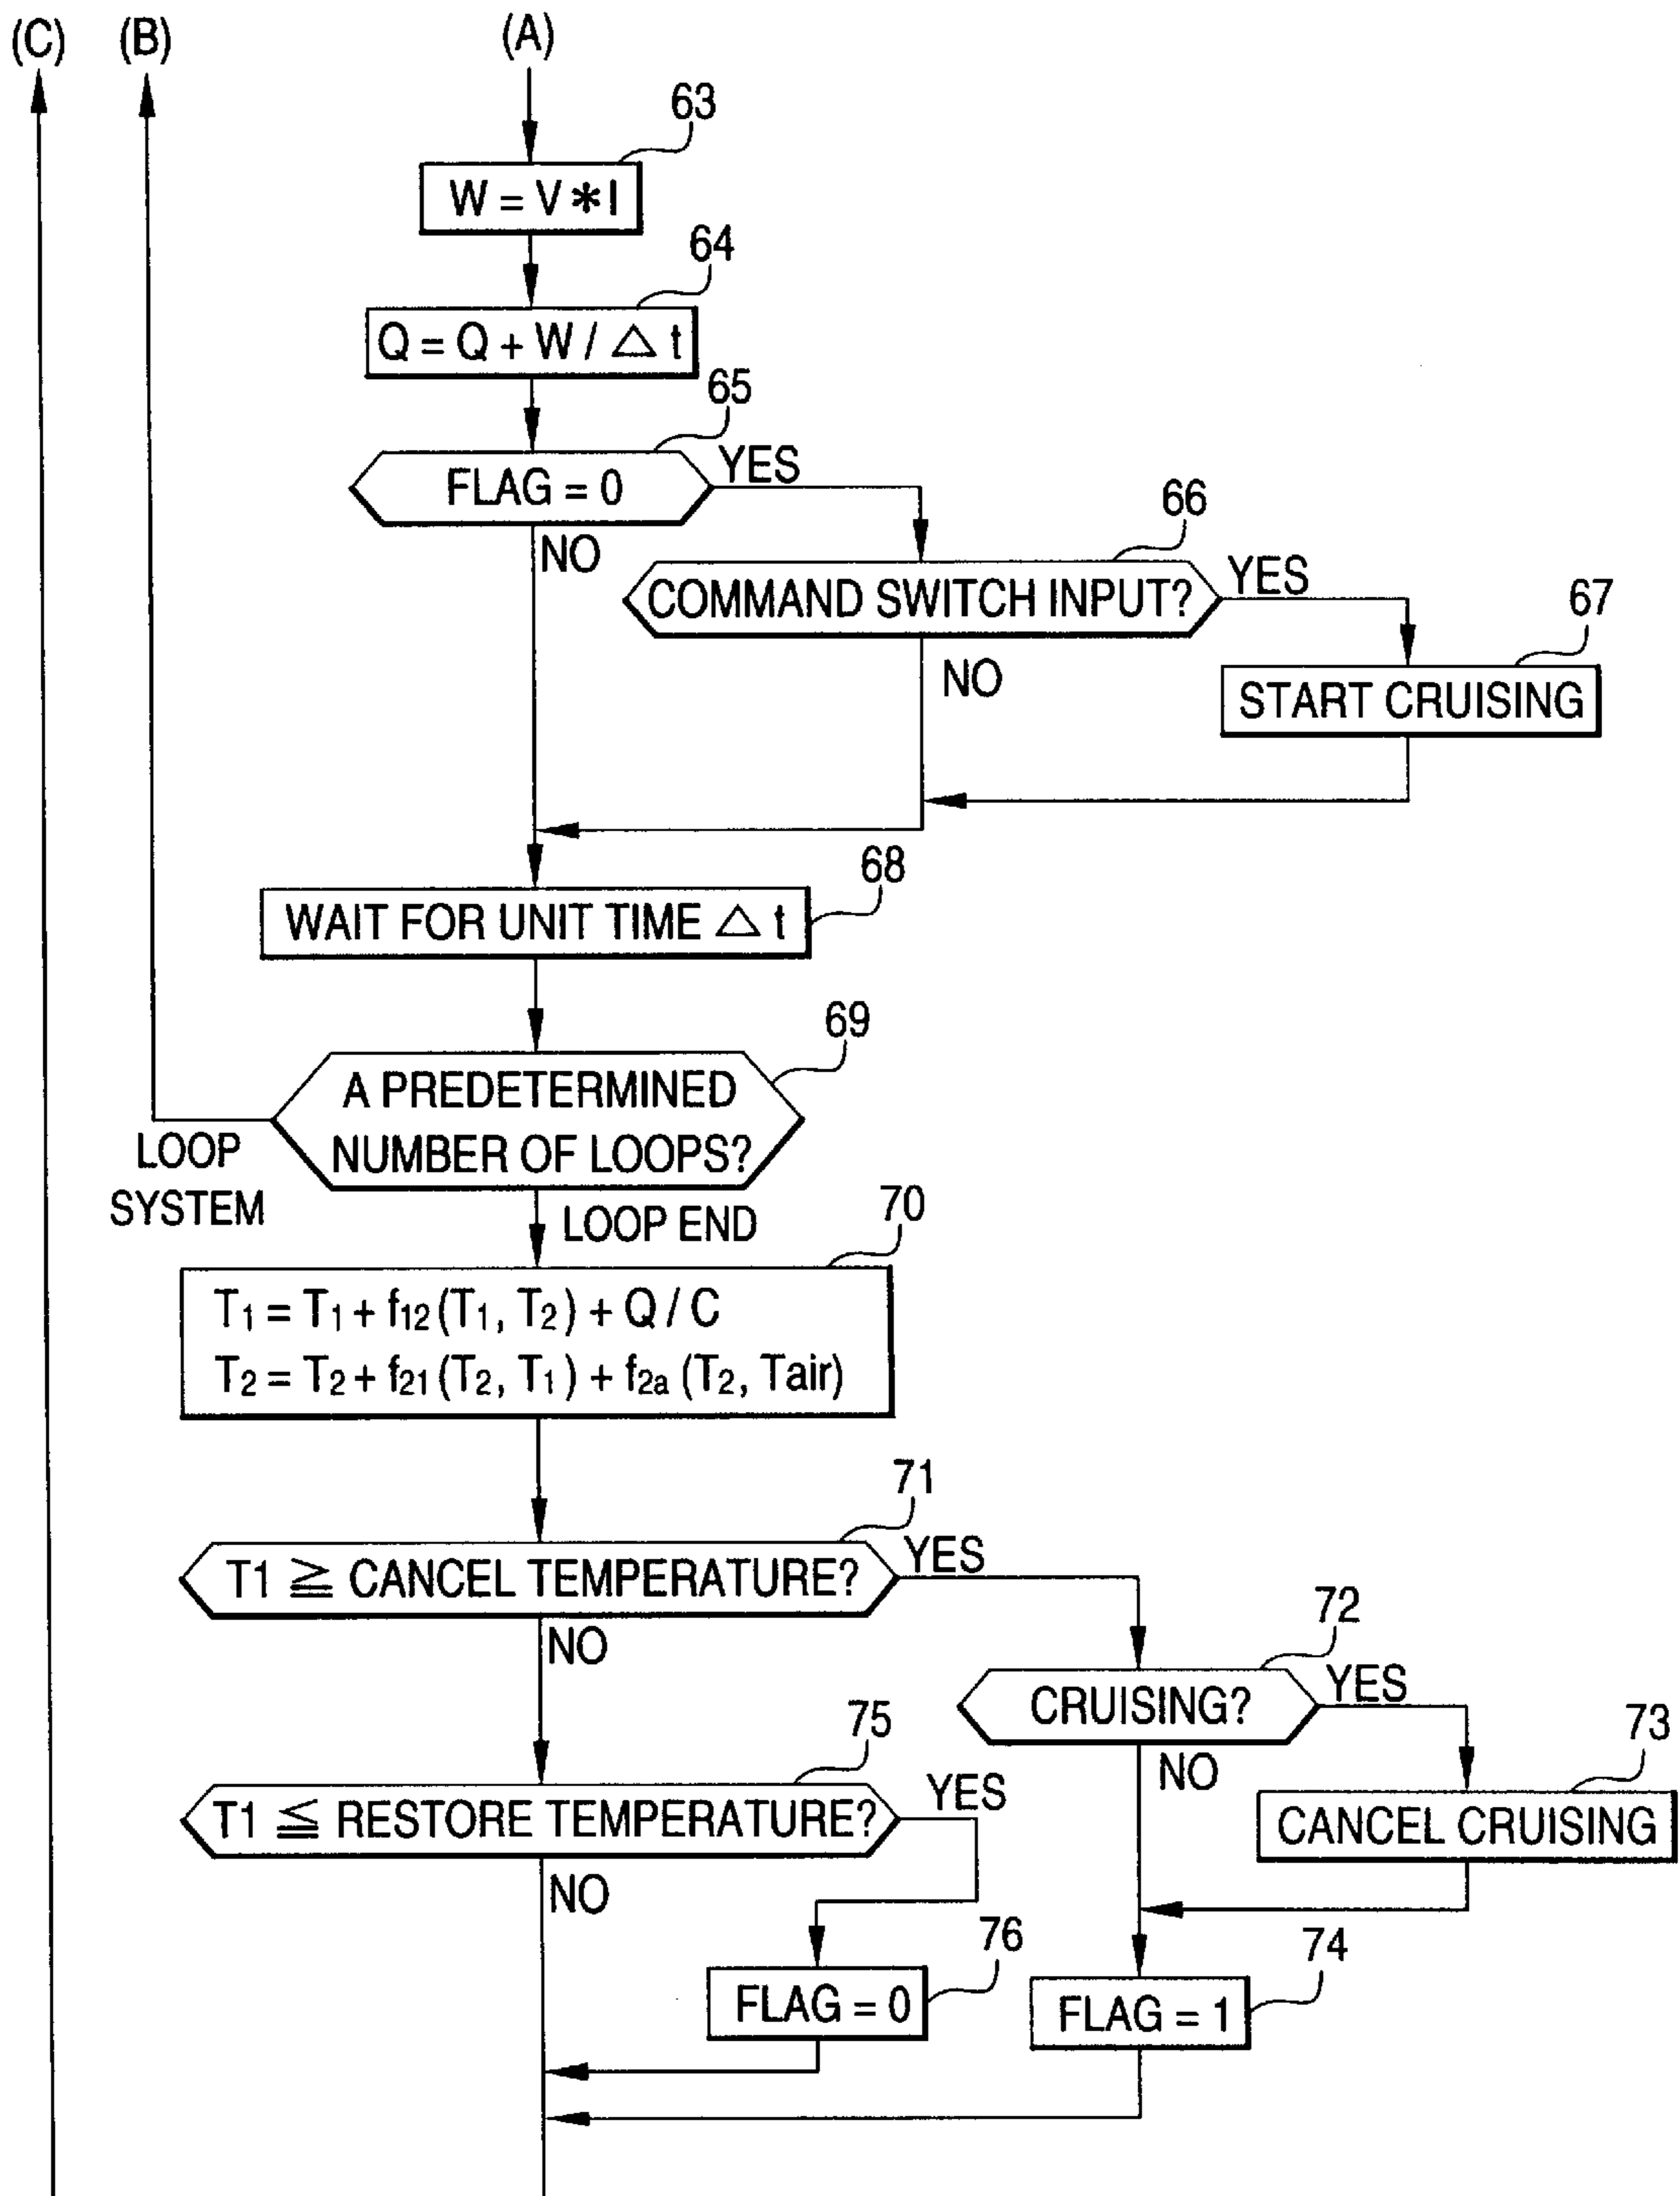 (C)
(B)
(A)
63
W = V * I
64
Q = Q + W / △ t
65
FLAG = 0
YES
NO
66
COMMAND SWITCH INPUT?
YES
NO
67
START CRUISING
68
WAIT FOR UNIT TIME △ t
69
A PREDETERMINED
NUMBER OF LOOPS?
LOOP
SYSTEM
LOOP END
70
T1 = T1 + f12 (T1, T2) + Q / C
T2 = T2 + f21 (T2, T1) + f2a (T2, Tair)
71
T1 ≧ CANCEL TEMPERATURE?
YES
NO
72
CRUISING?
YES
NO
73
CANCEL CRUISING
75
T1 ≦ RESTORE TEMPERATURE?
YES
NO
76
FLAG = 0
74
FLAG = 1